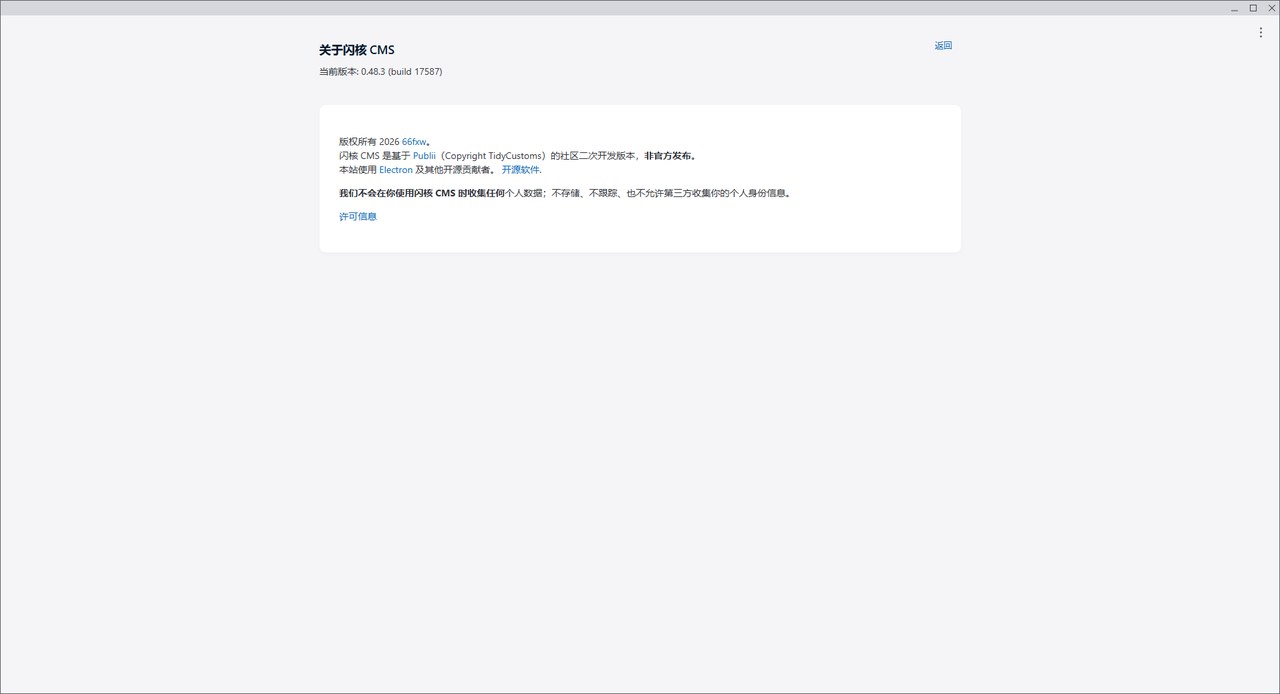 关于闪核 CMS
返回
当前版本: 0.48.3 (build 17587)
版权所有 2026 66fxw。
闪核 CMS 是基于 Publii（Copyright TidyCustoms）的社区二次开发版本，非官方发布。
本站使用 Electron 及其他开源贡献者。 开源软件.
我们不会在你使用闪核 CMS 时收集任何个人数据；不存储、不跟踪、也不允许第三方收集你的个人身份信息。
许可信息